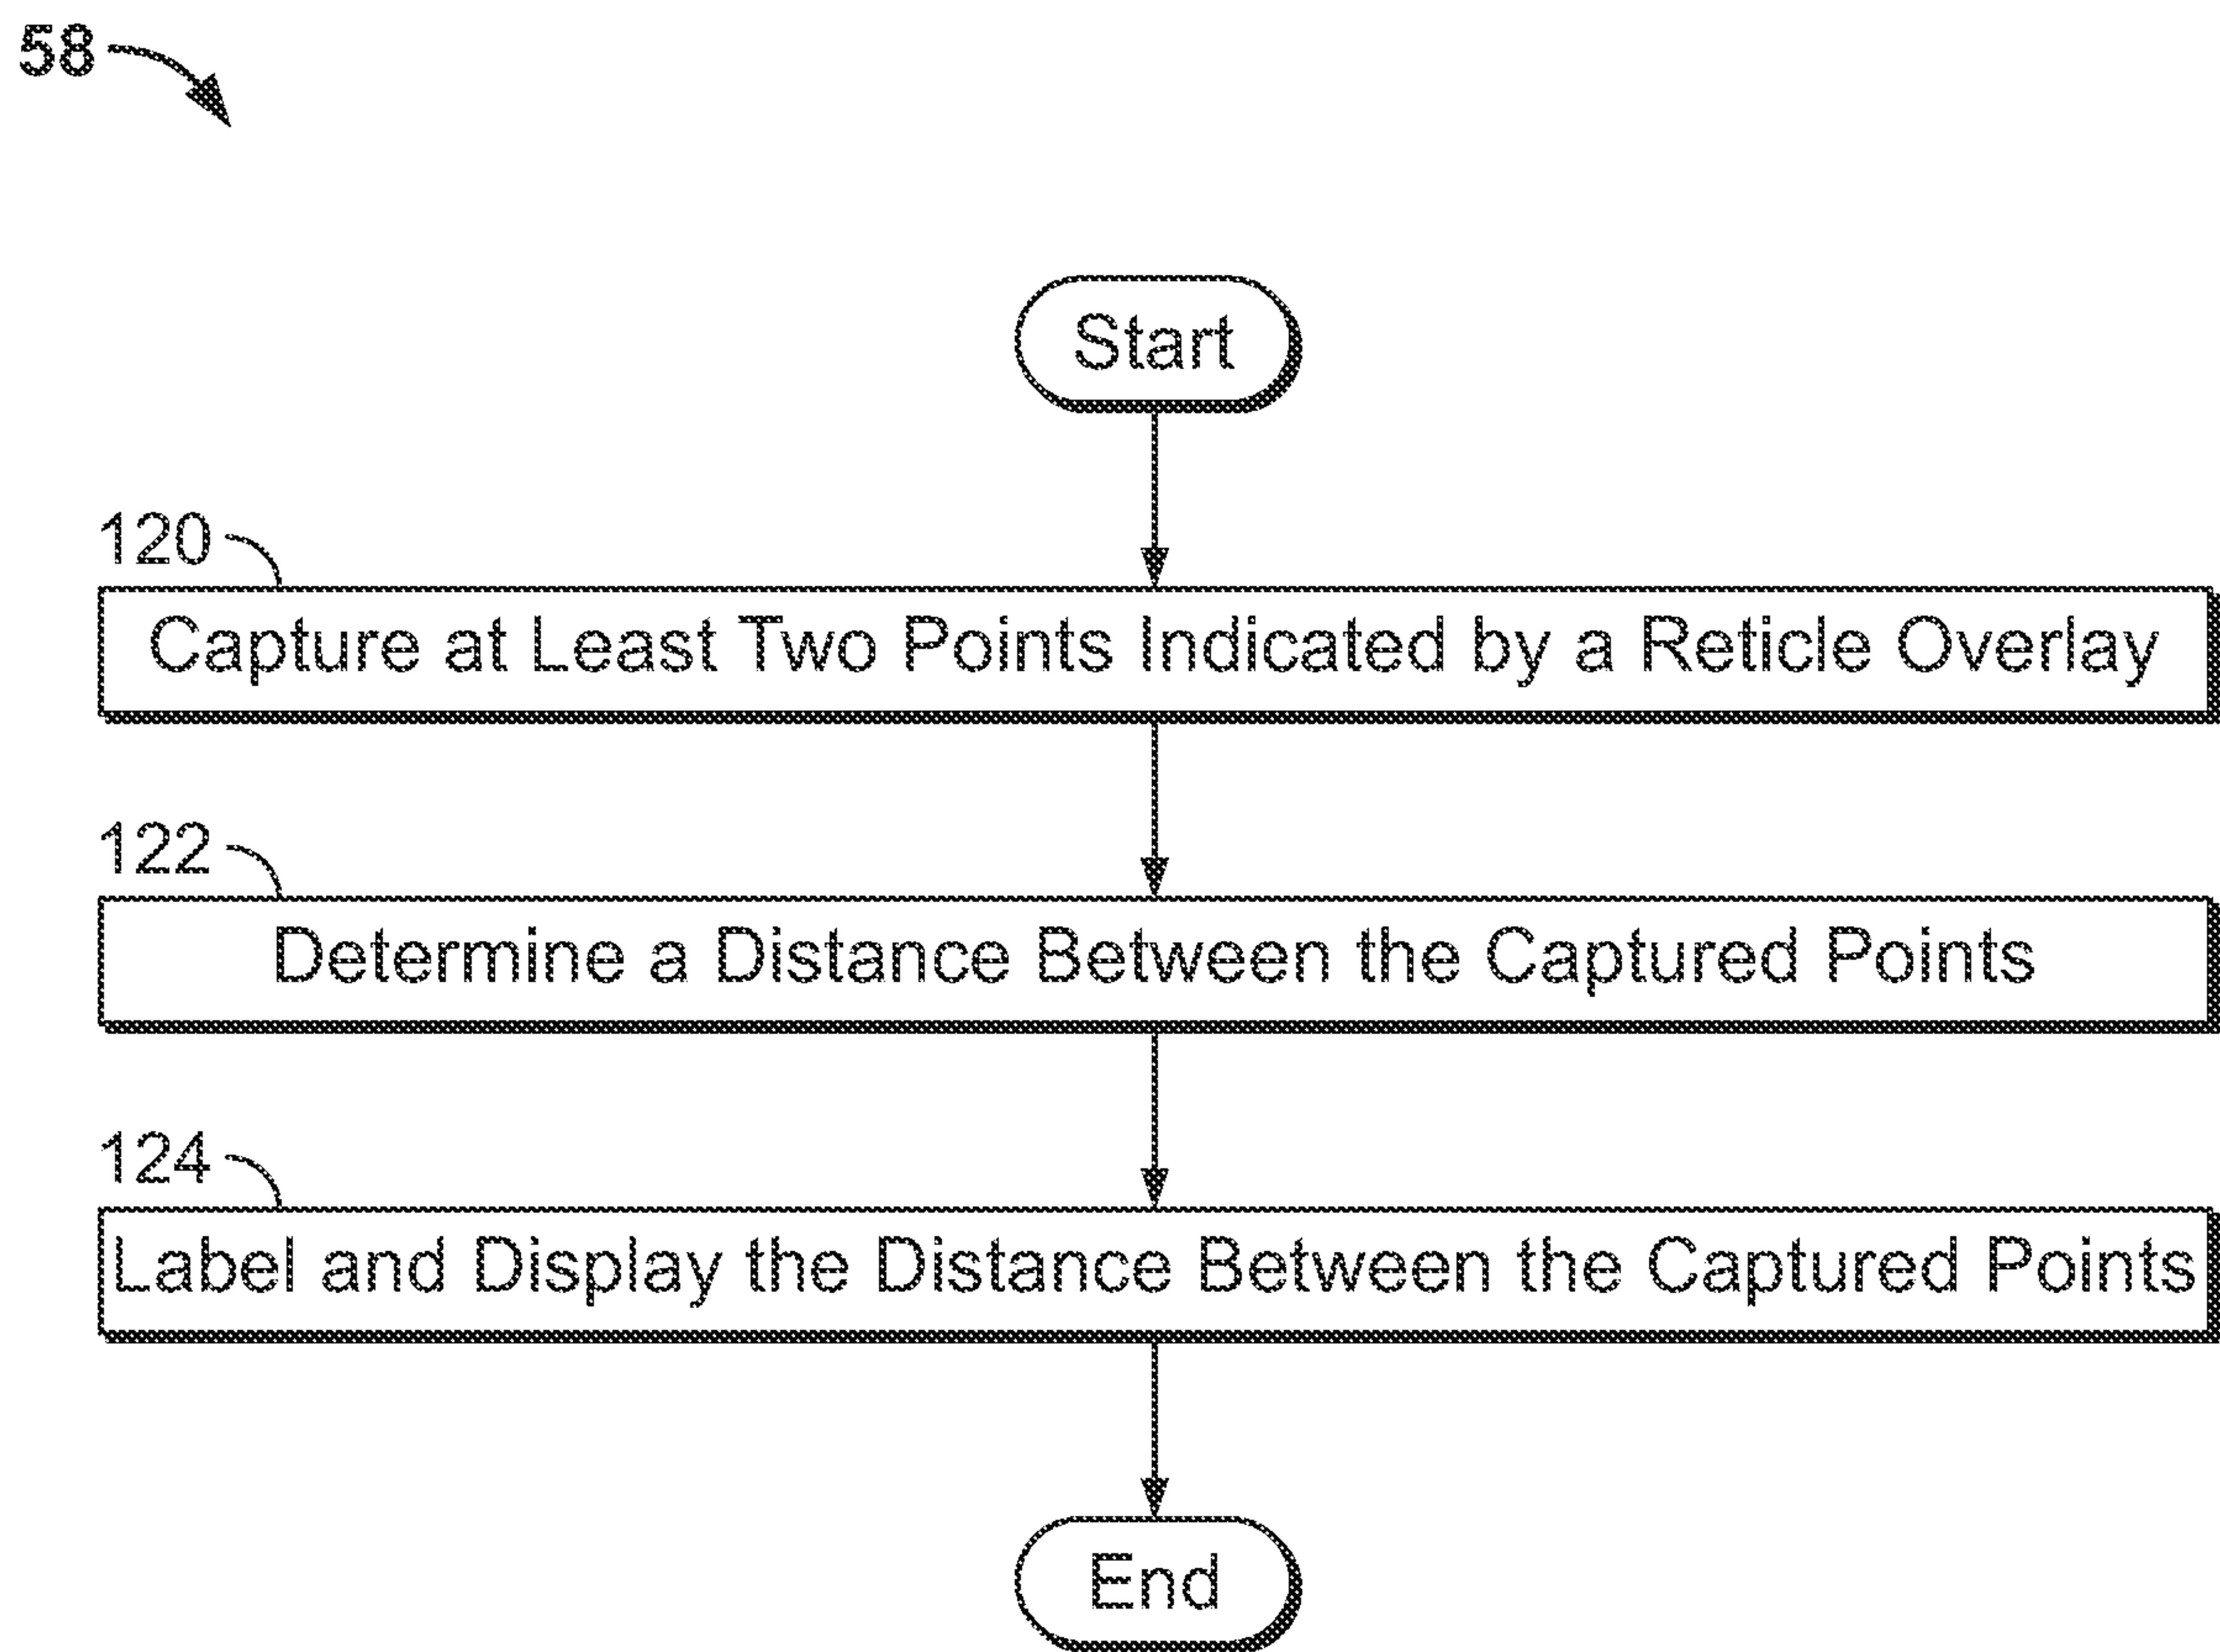 58
Start
120
Capture at Least Two Points Indicated by a Reticle Overlay
122
Determine a Distance Between the Captured Points
124
Label and Display the Distance Between the Captured Points
End